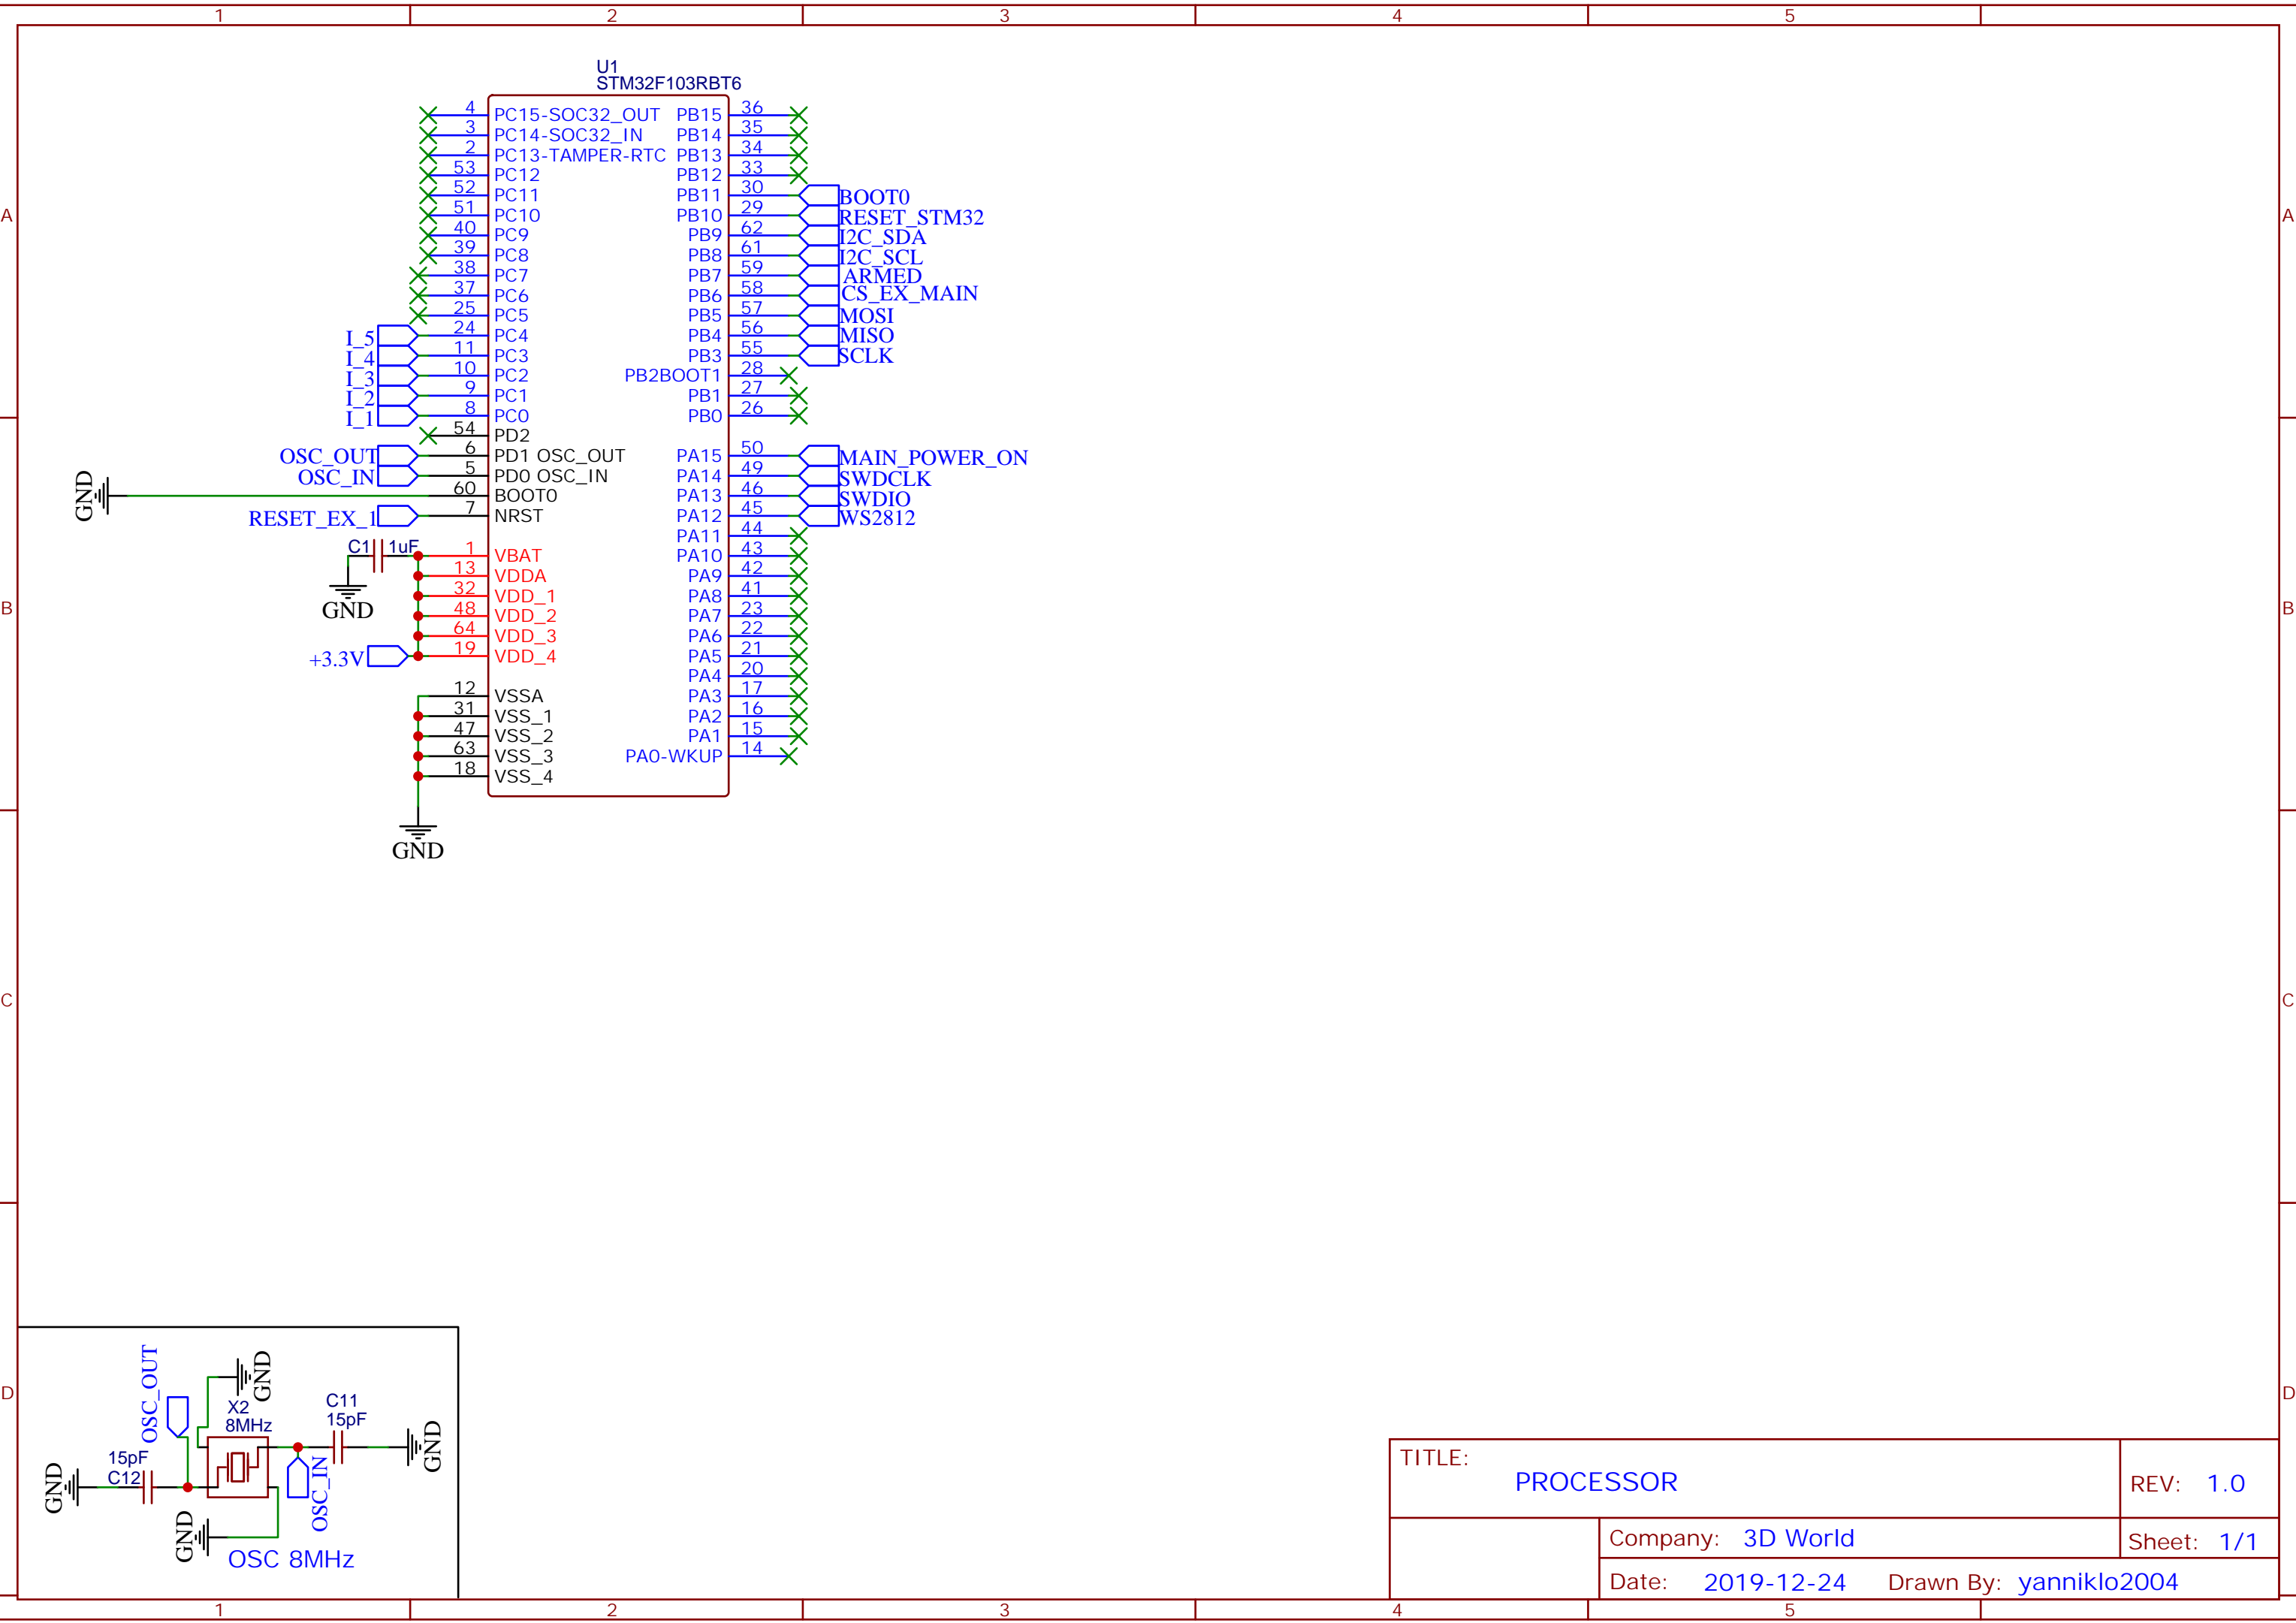 1 2 3 4 5
U1
STM32F103RBT6
4 PC15-SOC32_OUT PB15 36
3 PC14-SOC32_IN PB14 35
2 PC13-TAMPER-RTC PB13 34
53 PC12 PB12 33
52 PC11 PB11 30 BOOT0
51 PC10 PB10 29 RESET_STM32
40 PC9 PB9 62 I2C_SDA
39 PC8 PB8 61 I2C_SCL
38 PC7 PB7 59 ARMED
37 PC6 PB6 58 CS_EX_MAIN
25 PC5 PB5 57 MOSI
I_5 24 PC4 PB4 56 MISO
I_4 11 PC3 PB3 55 SCLK
I_3 10 PC2 PB2BOOT1 28
I_2 9 PC1 PB1 27
I_1 8 PC0 PB0 26
54 PD2
OSC_OUT 6 PD1 OSC_OUT PA15 50 MAIN_POWER_ON
OSC_IN 5 PD0 OSC_IN PA14 49 SWDCLK
GND 60 BOOT0 PA13 46 SWDIO
RESET_EX_1 7 NRST PA12 45 WS2812
PA11 44
C1 1uF 1 VBAT PA10 43
13 VDDA PA9 42
32 VDD_1 PA8 41
GND 48 VDD_2 PA7 23
64 VDD_3 PA6 22
+3.3V 19 VDD_4 PA5 21
PA4 20
12 VSSA PA3 17
31 VSS_1 PA2 16
47 VSS_2 PA1 15
63 VSS_3 PA0-WKUP 14
18 VSS_4
GND
A A
B B
C C
D D
OSC_OUT
GND
X2
8MHz
C11
15pF
GND
15pF
C12
GND
OSC_IN
GND
OSC 8MHz
TITLE:
PROCESSOR
REV: 1.0
Company: 3D World
Sheet: 1/1
Date: 2019-12-24 Drawn By: yanniklo2004
1 2 3 4 5